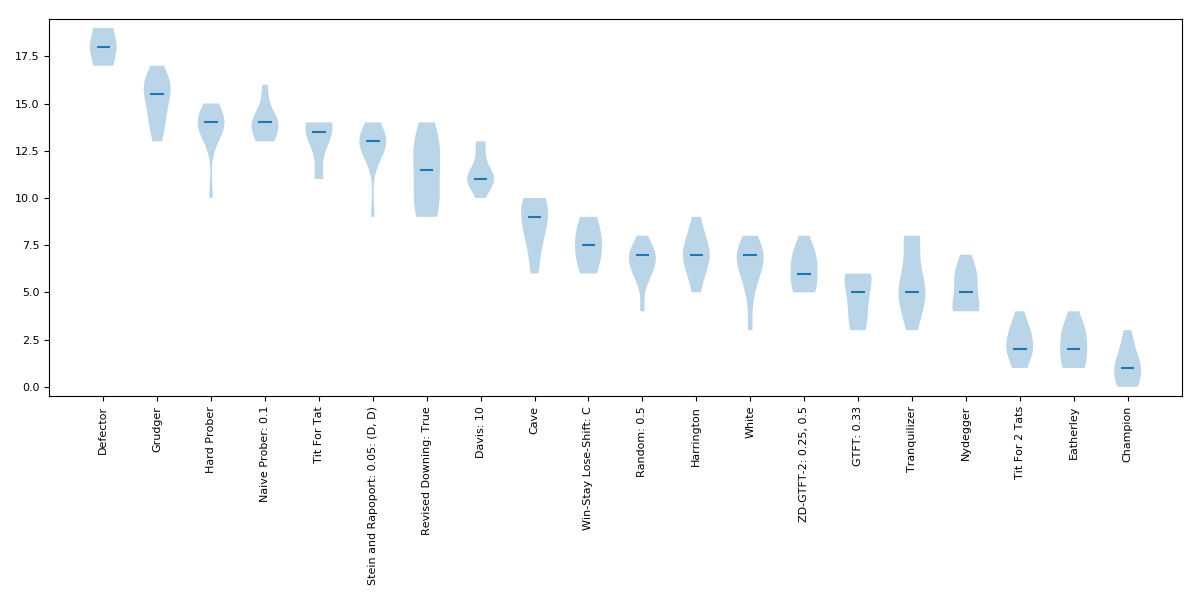 17.5
15.0
12.5
10.0
7.5
5.0
2.5
0.0
Defector
Grudger
Hard Prober
Naive Prober: 0.1
Tit For Tat
Stein and Rapoport: 0.05: (D, D)
Revised Downing: True
Davis: 10
Cave
Win-Stay Lose-Shift: C
Random: 0.5
Harrington
White
ZD-GTFT-2: 0.25, 0.5
GTFT: 0.33
Tranquilizer
Nydegger
Tit For 2 Tats
Eatherley
Champion